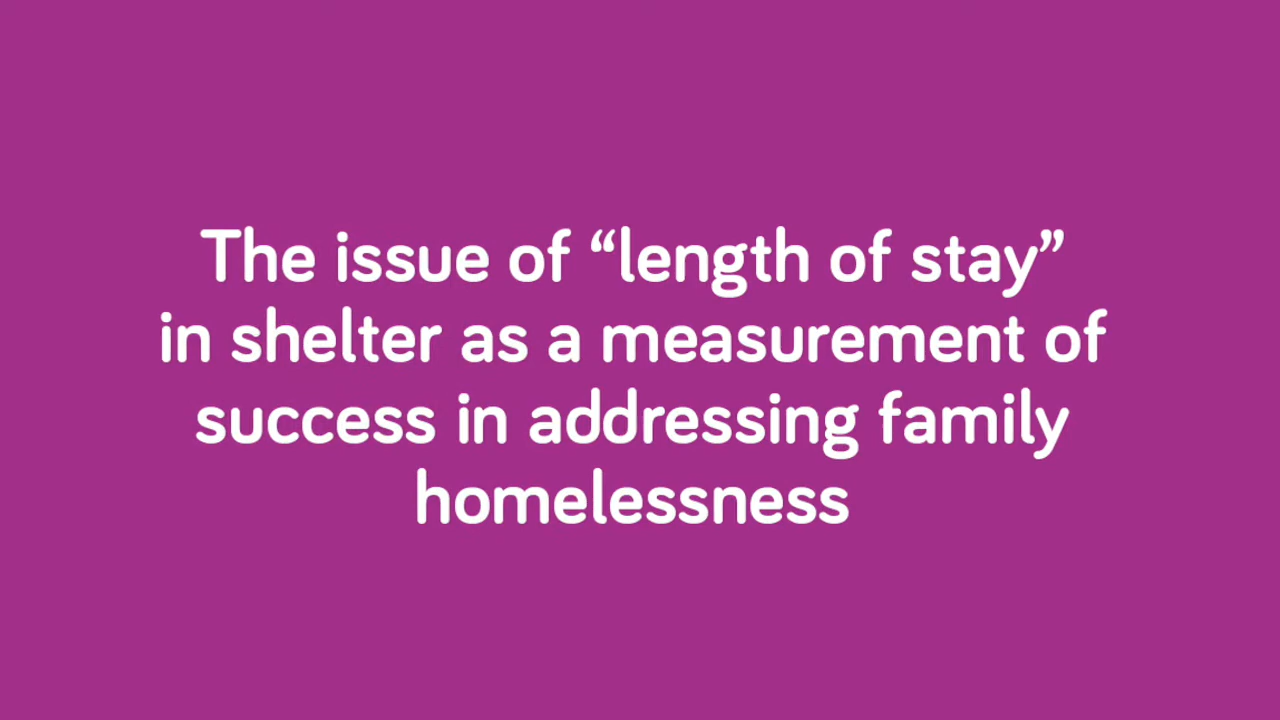 The issue of “length of stay”
in shelter as a measurement of
success in addressing family
homelessness